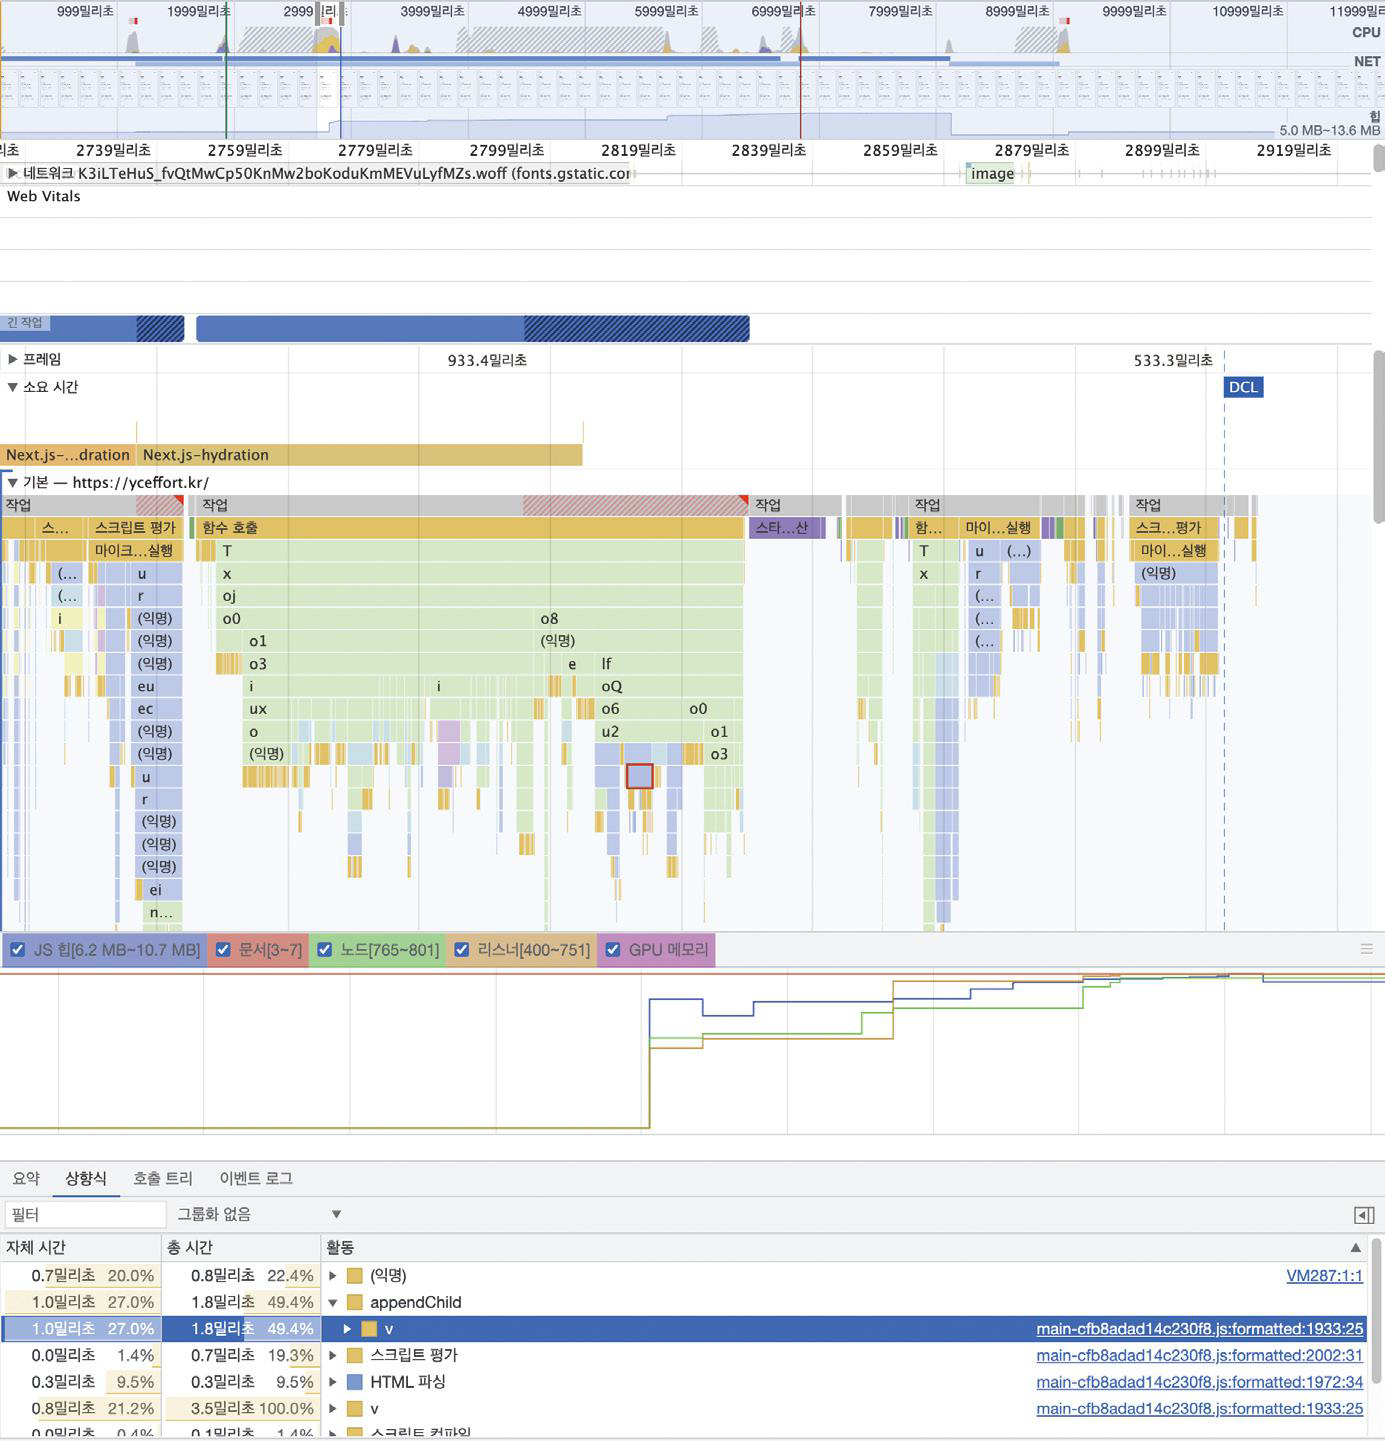 999밀리초 1999밀리초 2999밀리초 3999밀리초 4999밀리초 5999밀리초 6999밀리초 7999밀리초 8999밀리초 9999밀리초 10999밀리초 11999밀리
CPU
NET
힙
5.0 MB~13.6 MB
리초 2739밀리초 2759밀리초 2779밀리초 2799밀리초 2819밀리초 2839밀리초 2859밀리초 2879밀리초 2899밀리초 2919밀리초
네트워크 K3iLTeHuS_fvQtMwCp50KnMw2boKoduKmMEVuLyfMZs.woff (fonts.gstatic.cor image
Web Vitals
긴 작업
프레임 933.4밀리초 533.3밀리초
소요 시간 DCL
Next.js-...dration Next.js-hydration
기본 — https://yceffort.kr/
작업 작업 작업 작업 작업
스... 스크립트 평가 함수 호출 스타...산 함... 마이...실행 스크...평가
마이크...실행 T T u (...) 마이...실행
(... u x x r (익명)
(... r oj (...
i (익명) o0 o8 (...
(익명) o1 (익명) (...
(익명) o3 e lf
eu i i oQ
ec ux o6 o0
(익명) o u2 o1
(익명) (익명) o3
u
r
(익명)
(익명)
(익명)
ei
n...
JS 힙[6.2 MB~10.7 MB] 문서[3~7] 노드[765~801] 리스너[400~751] GPU 메모리
요약 상향식 호출 트리 이벤트 로그
필터 그룹화 없음
자체 시간 총 시간 활동
0.7밀리초 20.0% 0.8밀리초 22.4% (익명) VM287:1:1
1.0밀리초 27.0% 1.8밀리초 49.4% appendChild
1.0밀리초 27.0% 1.8밀리초 49.4% v main-cfb8adad14c230f8.js:formatted:1933:25
0.0밀리초 1.4% 0.7밀리초 19.3% 스크립트 평가 main-cfb8adad14c230f8.js:formatted:2002:31
0.3밀리초 9.5% 0.3밀리초 9.5% HTML 파싱 main-cfb8adad14c230f8.js:formatted:1972:34
0.8밀리초 21.2% 3.5밀리초 100.0% v main-cfb8adad14c230f8.js:formatted:1933:25
0.0밀리초 0.4% 0.1밀리초 1.4% 스크립트 컴파일